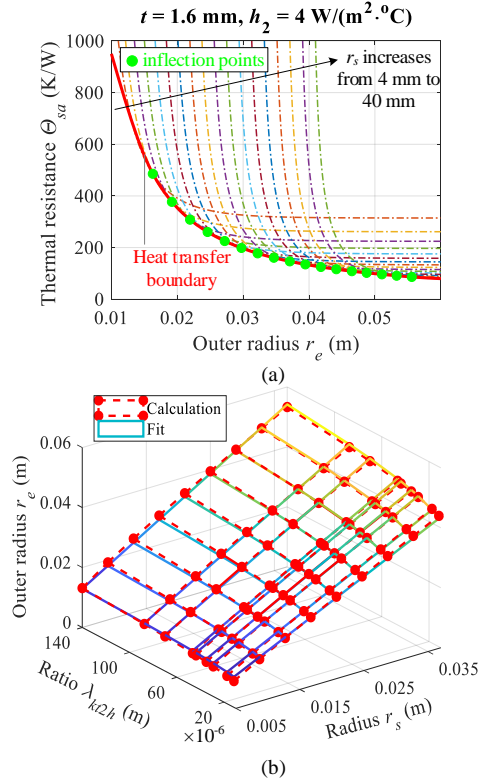 t = 1.6 mm, h2 = 4 W/(m2·oC)
1000
800
600
400
200
0
Thermal resistance Θsa (K/W)
inflection points
rs increases
from 4 mm to
40 mm
Heat transfer
boundary
0.01 0.02 0.03 0.04 0.05
Outer radius re (m)
(a)
Calculation
Fit
0.06
0.04
0.02
0
Outer radius re (m)
140
100
60
20
×10-6
Ratio λkt2h (m)
0.005
0.015
0.025
0.035
Radius rs (m)
(b)